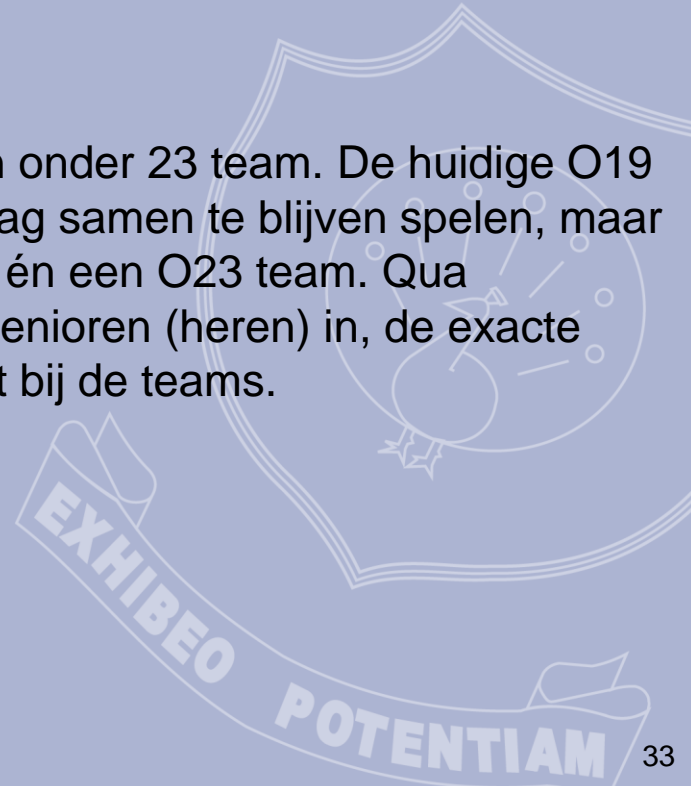 n onder 23 team. De huidige O19
ag samen te blijven spelen, maar
én een O23 team. Qua
enioren (heren) in, de exacte
t bij de teams.
EXHIBEO POTENTIAM
33